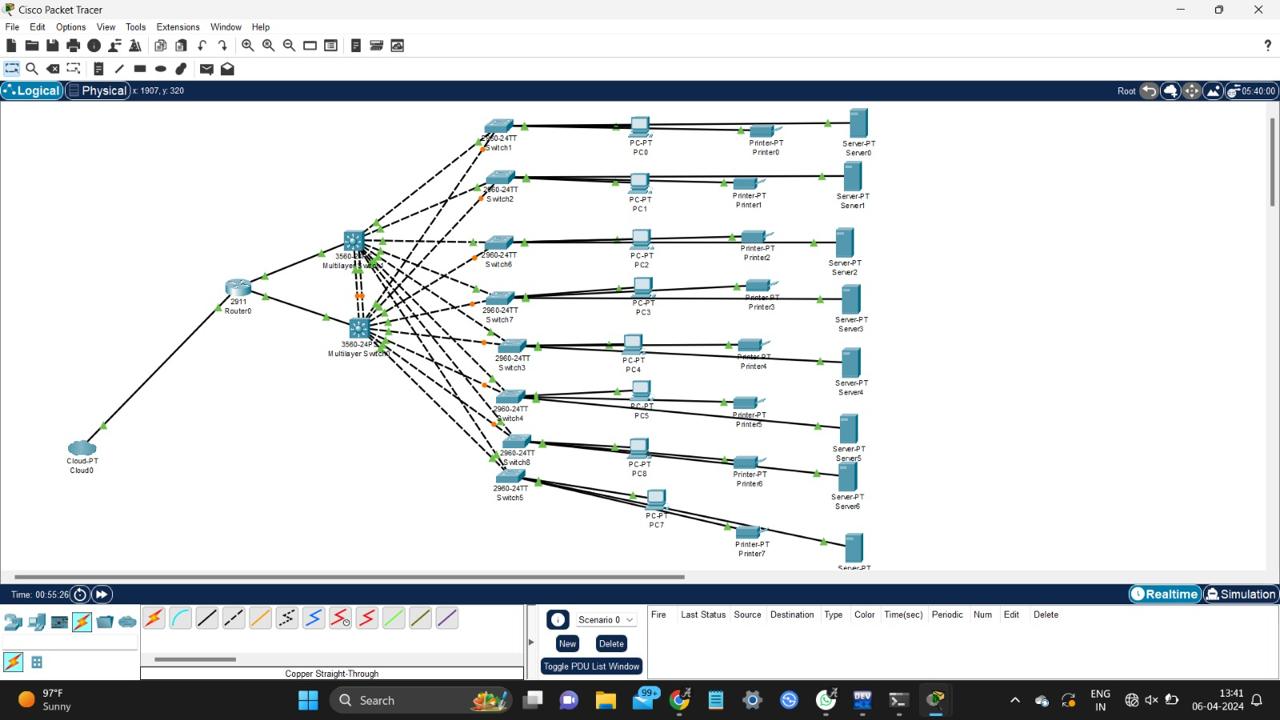 Cisco Packet Tracer
File Edit Options View Tools Extensions Window Help
Logical Physical x: 1907, y: 320 Root 05:40:00
2960-24TT
Switch1
PC-PT
PC0
Printer-PT
Printer0
Server-PT
Server0
2960-24TT
Switch2
PC-PT
PC1
Printer-PT
Printer1
Server-PT
Server1
3560-24PS
Multilayer Switch
2960-24TT
Switch6
PC-PT
PC2
Printer-PT
Printer2
Server-PT
Server2
2911
Router0
2960-24TT
Switch7
PC-PT
PC3
Printer-PT
Printer3
Server-PT
Server3
3560-24PS
Multilayer Switch0
2960-24TT
Switch3
PC-PT
PC4
Printer-PT
Printer4
Server-PT
Server4
2960-24TT
Switch4
PC-PT
PC5
Printer-PT
Printer5
Server-PT
Server5
Cloud-PT
Cloud0
2960-24TT
Switch8
PC-PT
PC6
Printer-PT
Printer6
Server-PT
Server6
2960-24TT
Switch5
PC-PT
PC7
Printer-PT
Printer7
Server-PT
Time: 00:55:26 Realtime Simulation
Scenario 0
New Delete
Toggle PDU List Window
Fire Last Status Source Destination Type Color Time(sec) Periodic Num Edit Delete
Copper Straight-Through
97°F
Sunny
Search
99+
DEV
ENG
IN
13:41
06-04-2024